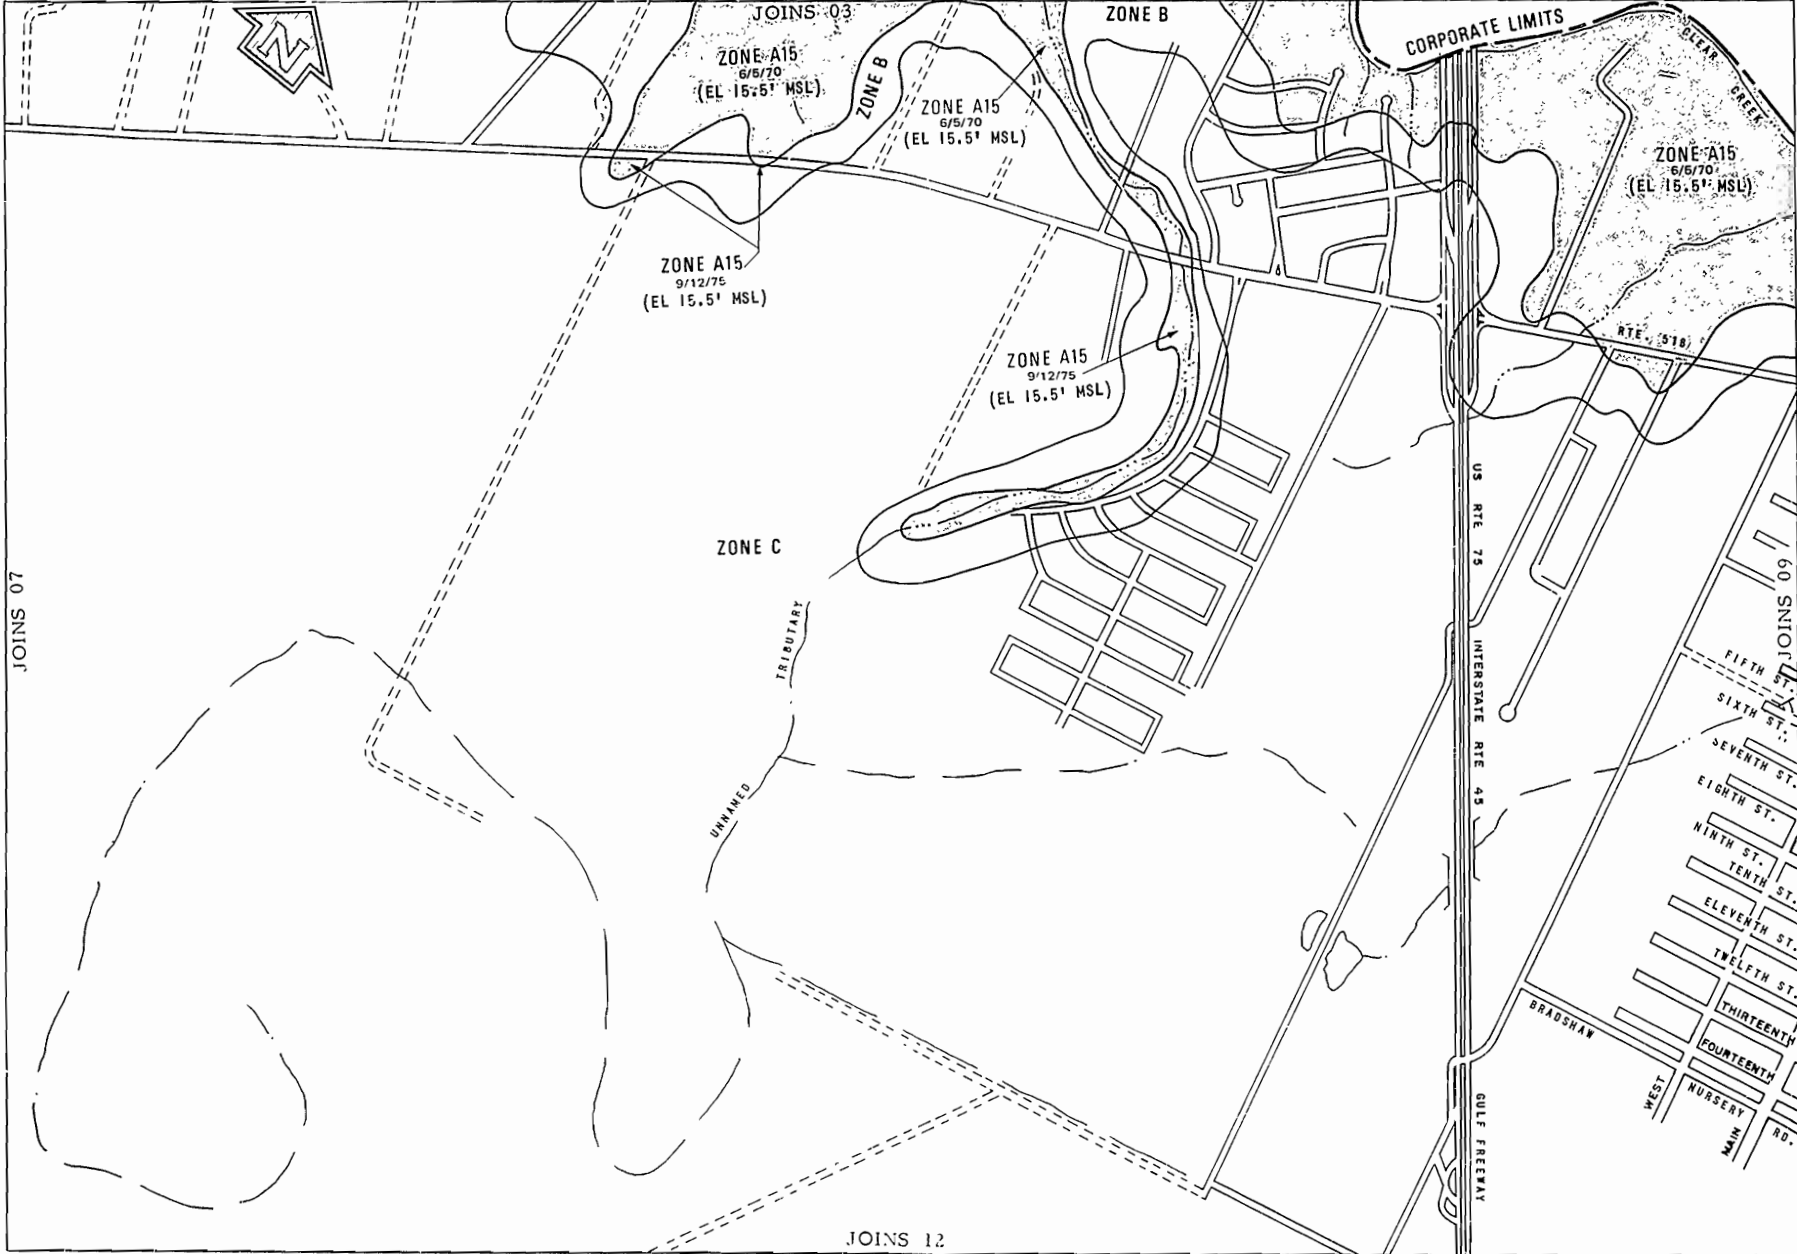 JOINS 03
ZONE B
CORPORATE LIMITS
CLEAR
CREEK
N
ZONE A15
6/5/70
(EL 15.5' MSL)
ZONE B
ZONE A15
6/5/70
(EL 15.5' MSL)
ZONE A15
6/5/70
(EL 15.5' MSL)
ZONE A15
9/12/75
(EL 15.5' MSL)
ZONE A15
9/12/75
(EL 15.5' MSL)
RTE. 518
ZONE C
US RTE 75
INTERSTATE RTE 45
GULF FREEWAY
JOINS 07
JOINS 09
TRIBUTARY
UNNAMED
FIFTH ST.
SIXTH ST.
SEVENTH ST.
EIGHTH ST.
NINTH ST.
TENTH ST.
ELEVENTH ST.
TWELFTH ST.
THIRTEENTH
FOURTEENTH
BRADSHAW
NURSERY
RD.
WEST
MAIN
JOINS 12